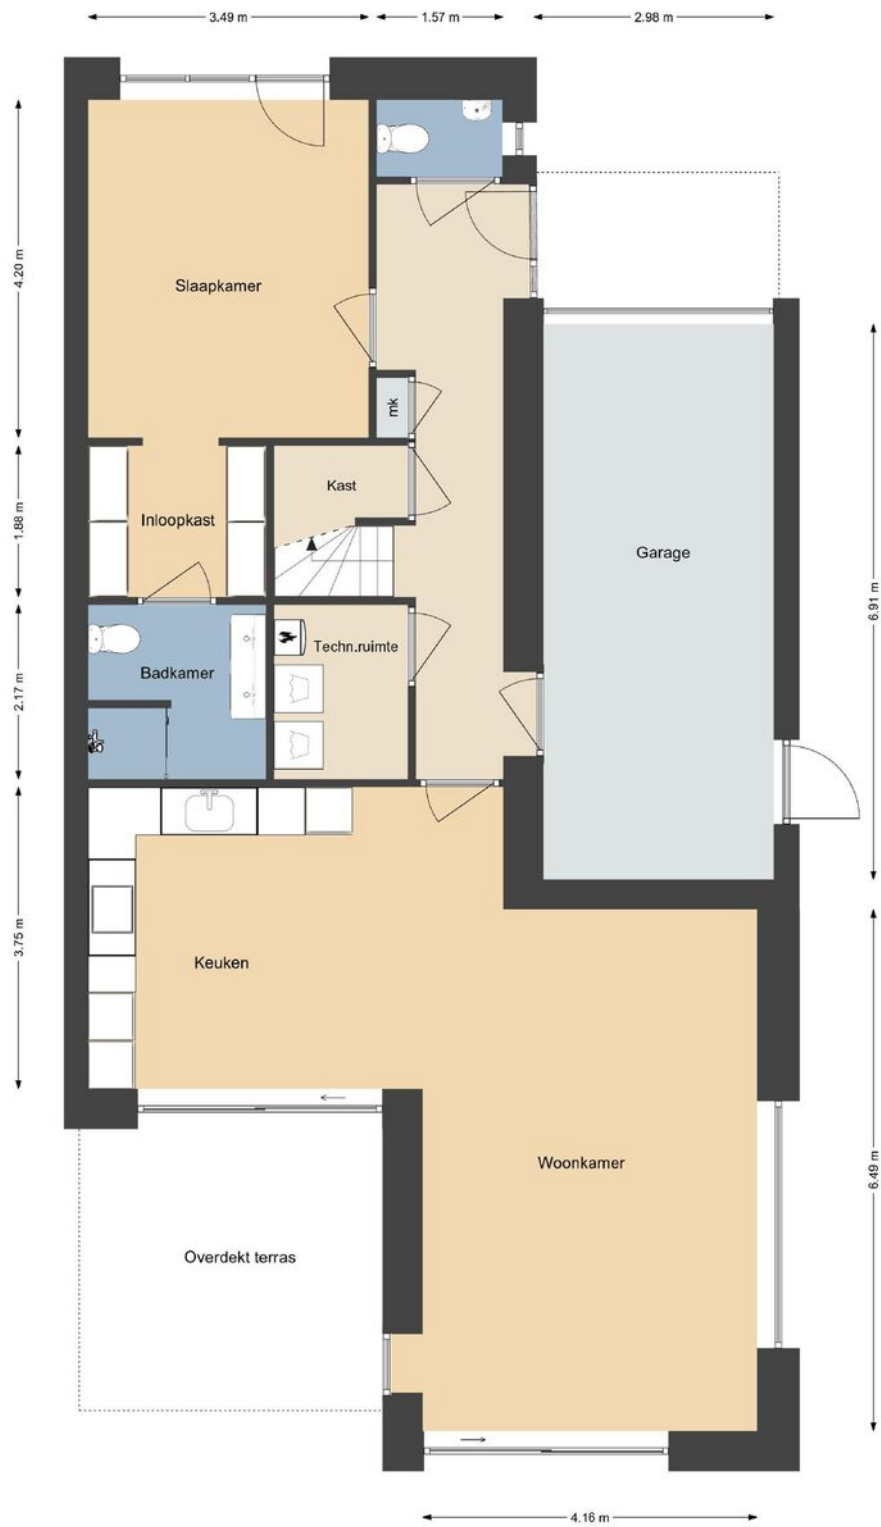 3.49 m
1.57 m
2.98 m
4.20 m
Slaapkamer
mk
Kast
1.88 m
Inloopkast
Garage
6.91 m
Techn.ruimte
Badkamer
2.17 m
3.75 m
Keuken
Woonkamer
6.49 m
Overdekt terras
4.16 m